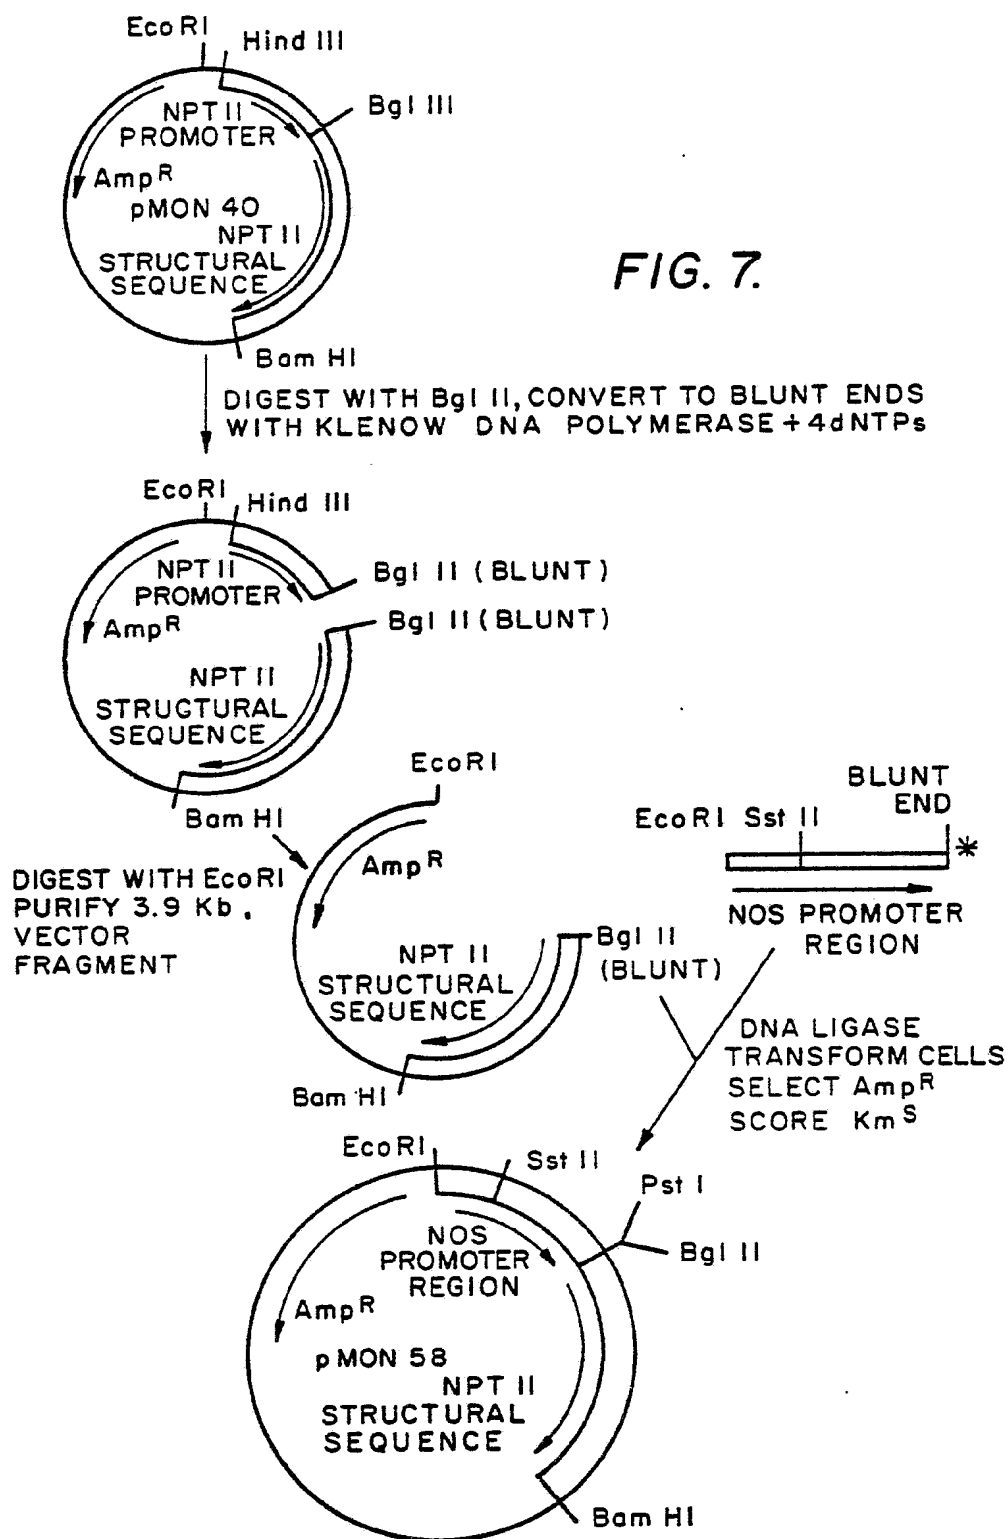 EcoRI
Hind III
Bgl III
NPT II
PROMOTER
AmpR
pMON 40
NPT II
STRUCTURAL
SEQUENCE
Bam HI
FIG. 7.
DIGEST WITH Bgl II, CONVERT TO BLUNT ENDS
WITH KLENOW DNA POLYMERASE + 4dNTPs
EcoRI
Hind III
NPT II
PROMOTER
Bgl II (BLUNT)
Bgl II (BLUNT)
AmpR
NPT II
STRUCTURAL
SEQUENCE
Bam HI
DIGEST WITH EcoRI
PURIFY 3.9 Kb.
VECTOR
FRAGMENT
EcoRI
AmpR
NPT II
STRUCTURAL
SEQUENCE
Bgl II
(BLUNT)
Bam HI
BLUNT
END
EcoRI Sst II
*
NOS PROMOTER
REGION
DNA LIGASE
TRANSFORM CELLS
SELECT AmpR
SCORE KmS
EcoRI
Sst II
Pst I
Bgl II
NOS
PROMOTER
REGION
AmpR
pMON 58
NPT II
STRUCTURAL
SEQUENCE
Bam HI